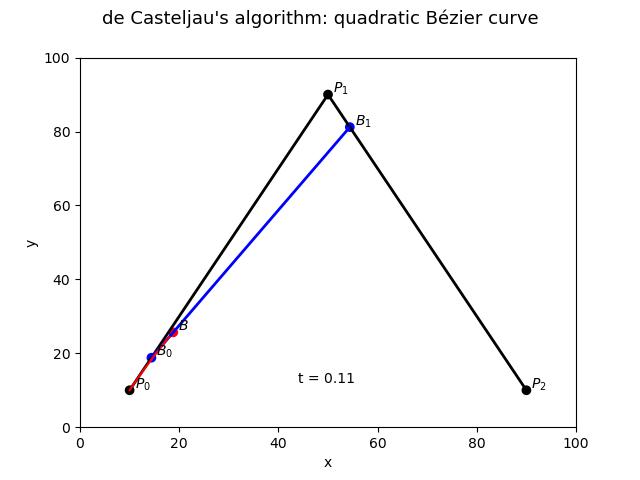 de Casteljau's algorithm: quadratic Bézier curve
100
80
60
40
20
0
y
P₁
B₁
B
B₀
P₀
P₂
t = 0.11
0 20 40 60 80 100
x